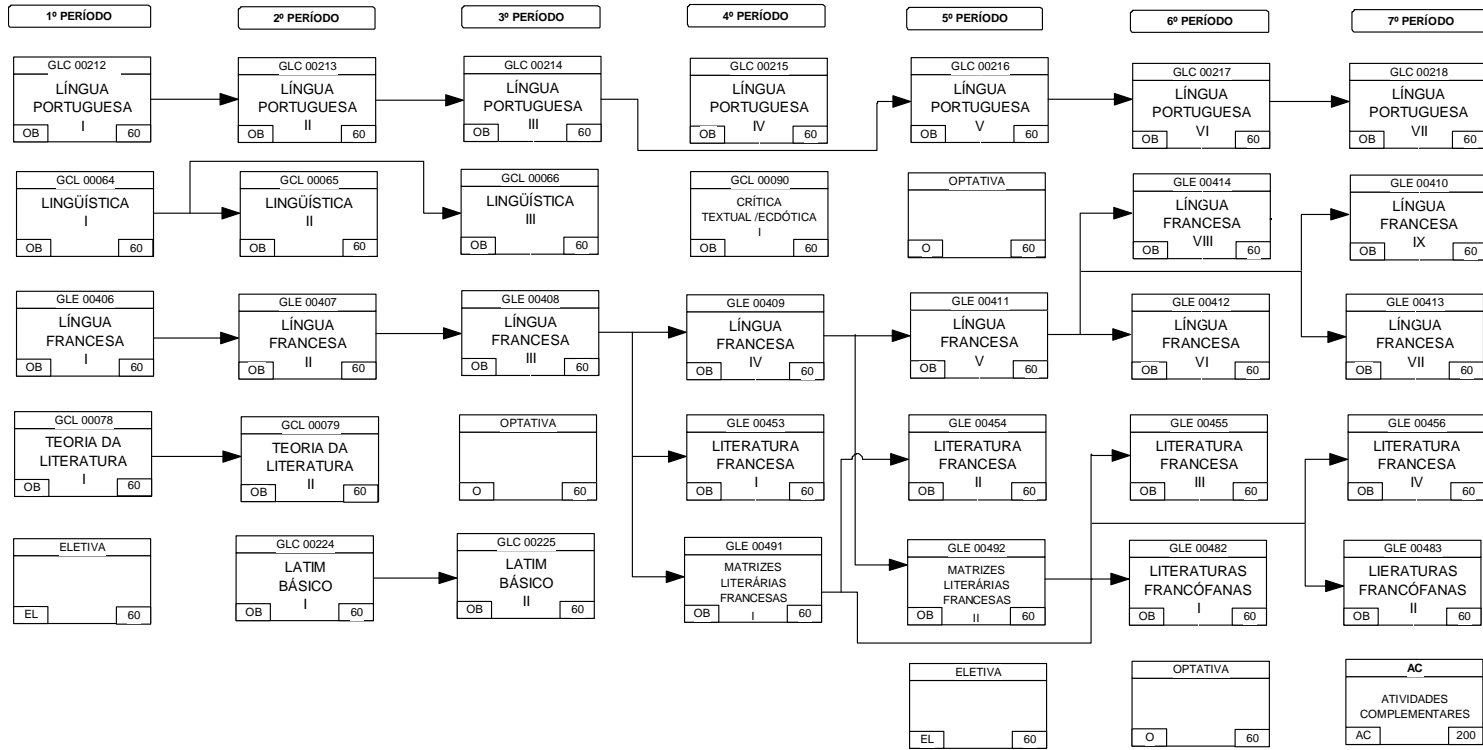 1º PERÍODO
2º PERÍODO
3º PERÍODO
4º PERÍODO
5º PERÍODO
6º PERÍODO
7º PERÍODO
GLC 00212
LÍNGUA
PORTUGUESA
I
OB
60
GLC 00213
LÍNGUA
PORTUGUESA
II
OB
60
GLC 00214
LÍNGUA
PORTUGUESA
III
OB
60
GLC 00215
LÍNGUA
PORTUGUESA
IV
OB
60
GLC 00216
LÍNGUA
PORTUGUESA
V
OB
60
GLC 00217
LÍNGUA
PORTUGUESA
VI
OB
60
GLC 00218
LÍNGUA
PORTUGUESA
VII
OB
60
GCL 00064
LINGÜÍSTICA
I
OB
60
GCL 00065
LINGÜÍSTICA
II
OB
60
GCL 00066
LINGÜÍSTICA
III
OB
60
GCL 00090
CRÍTICA
TEXTUAL /ECDÓTICA
I
OB
60
OPTATIVA
O
60
GLE 00414
LÍNGUA
FRANCESA
VIII
OB
60
GLE 00410
LÍNGUA
FRANCESA
IX
OB
60
GLE 00406
LÍNGUA
FRANCESA
I
OB
60
GLE 00407
LÍNGUA
FRANCESA
II
OB
60
GLE 00408
LÍNGUA
FRANCESA
III
OB
60
GLE 00409
LÍNGUA
FRANCESA
IV
OB
60
GLE 00411
LÍNGUA
FRANCESA
V
OB
60
GLE 00412
LÍNGUA
FRANCESA
VI
OB
60
GLE 00413
LÍNGUA
FRANCESA
VII
OB
60
GCL 00078
TEORIA DA
LITERATURA
I
OB
60
GCL 00079
TEORIA DA
LITERATURA
II
OB
60
OPTATIVA
O
60
GLE 00453
LITERATURA
FRANCESA
I
OB
60
GLE 00454
LITERATURA
FRANCESA
II
OB
60
GLE 00455
LITERATURA
FRANCESA
III
OB
60
GLE 00456
LITERATURA
FRANCESA
IV
OB
60
ELETIVA
EL
60
GLC 00224
LATIM
BÁSICO
I
OB
60
GLC 00225
LATIM
BÁSICO
II
OB
60
GLE 00491
MATRIZES
LITERÁRIAS
FRANCESAS
I
OB
60
GLE 00492
MATRIZES
LITERÁRIAS
FRANCESAS
II
OB
60
GLE 00482
LITERATURAS
FRANCÓFANAS
I
OB
60
GLE 00483
LIERATURAS
FRANCÓFANAS
II
OB
60
ELETIVA
EL
60
OPTATIVA
O
60
AC
ATIVIDADES
COMPLEMENTARES
AC
200